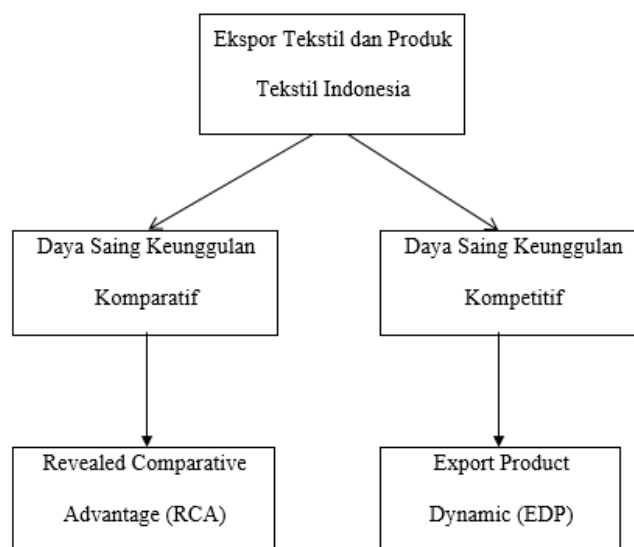 Ekspor Tekstil dan Produk
Tekstil Indonesia
Daya Saing Keunggulan
Komparatif
Daya Saing Keunggulan
Kompetitif
Revealed Comparative
Advantage (RCA)
Export Product
Dynamic (EDP)